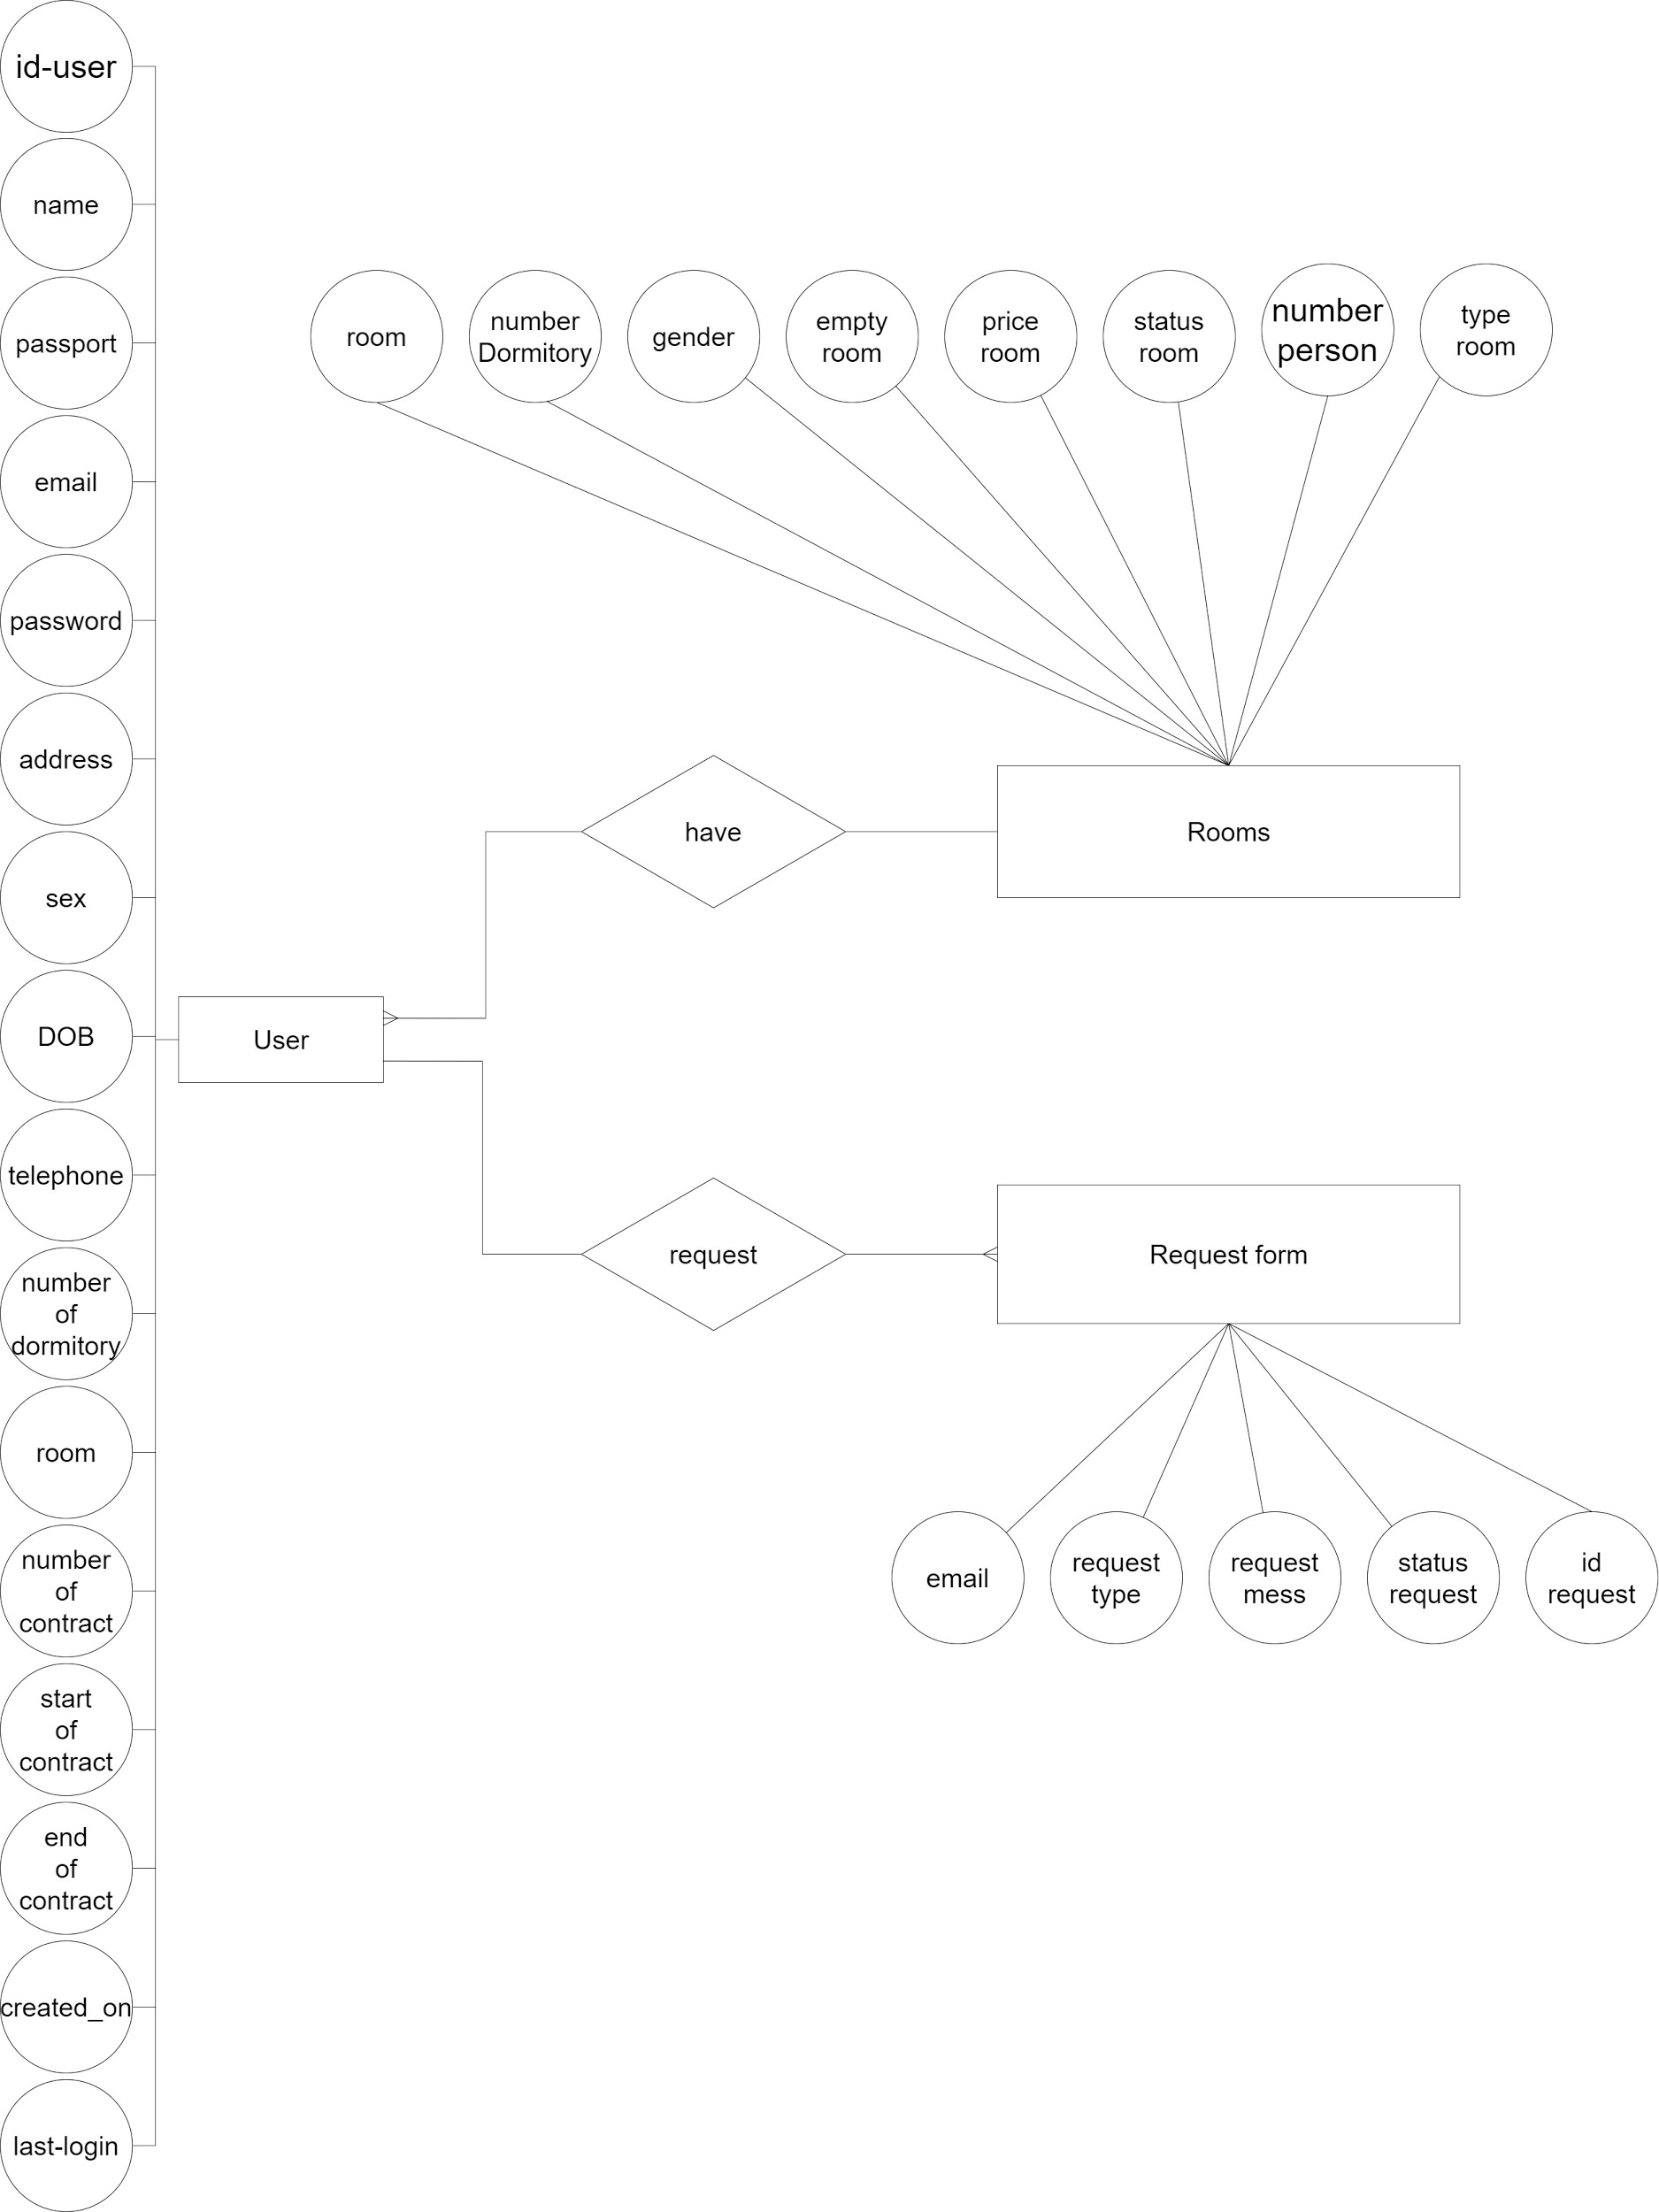 id-user
name
passport
email
password
address
sex
DOB
telephone
number
of
dormitory
room
number
of
contract
start
of
contract
end
of
contract
created_on
last-login
room
number
Dormitory
gender
empty
room
price
room
status
room
number
person
type
room
have
Rooms
User
request
Request form
email
request
type
request
mess
status
request
id
request